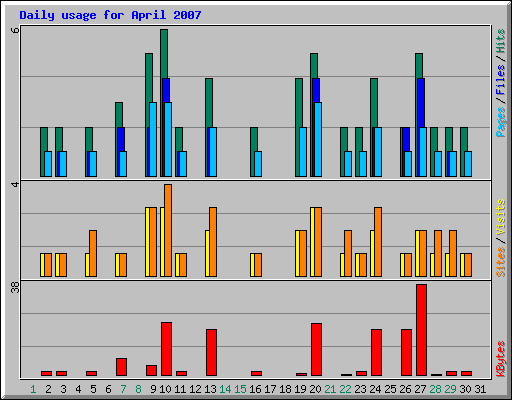 Daily usage for April 2007
6
Pages / Files / Hits
4
Sites / Visits
38
KBytes
1 2 3 4 5 6 7 8 9 10 11 12 13 14 15 16 17 18 19 20 21 22 23 24 25 26 27 28 29 30 31